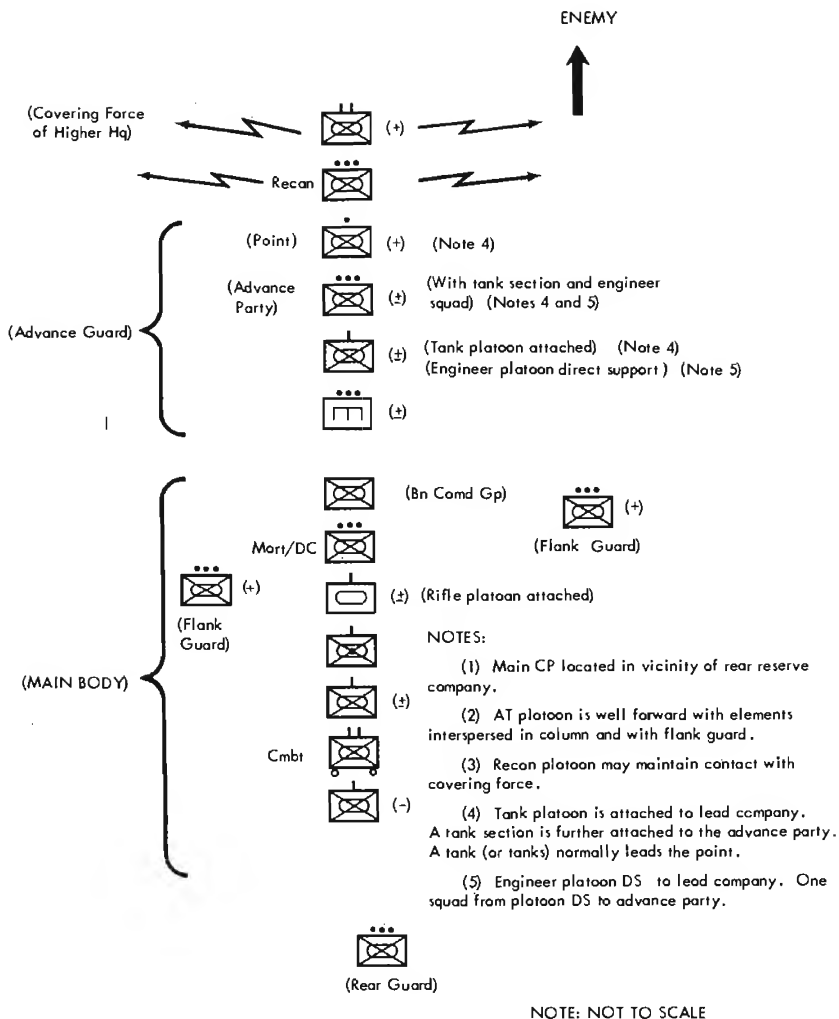 ENEMY
(Covering Force
of Higher Hq)
(+)
Recan
(Point)
(+)
(Note 4)
(Advance
Party)
(±)
(With tank section and engineer
squad) (Notes 4 and 5)
(Advance Guard)
(±)
(Tank platoon attached) (Note 4)
(Engineer platoon direct support) (Note 5)
(±)
(Bn Comd Gp)
(+)
(Flank Guard)
Mort/DC
(+)
(Flank
Guard)
(±) (Rifle platoan attached)
(MAIN BODY)
(±)
Cmbt
(-)
NOTES:
(1) Main CP located in vicinity of rear reserve
company.
(2) AT platoon is well forward with elements
interspersed in column and with flank guard.
(3) Recon platoon may maintain contact with
covering force.
(4) Tank platoon is attached to lead company.
A tank section is further attached to the advance party.
A tank (or tanks) normally leads the point.
(5) Engineer platoon DS to lead company. One
squad from platoon DS to advance party.
(Rear Guard)
NOTE: NOT TO SCALE